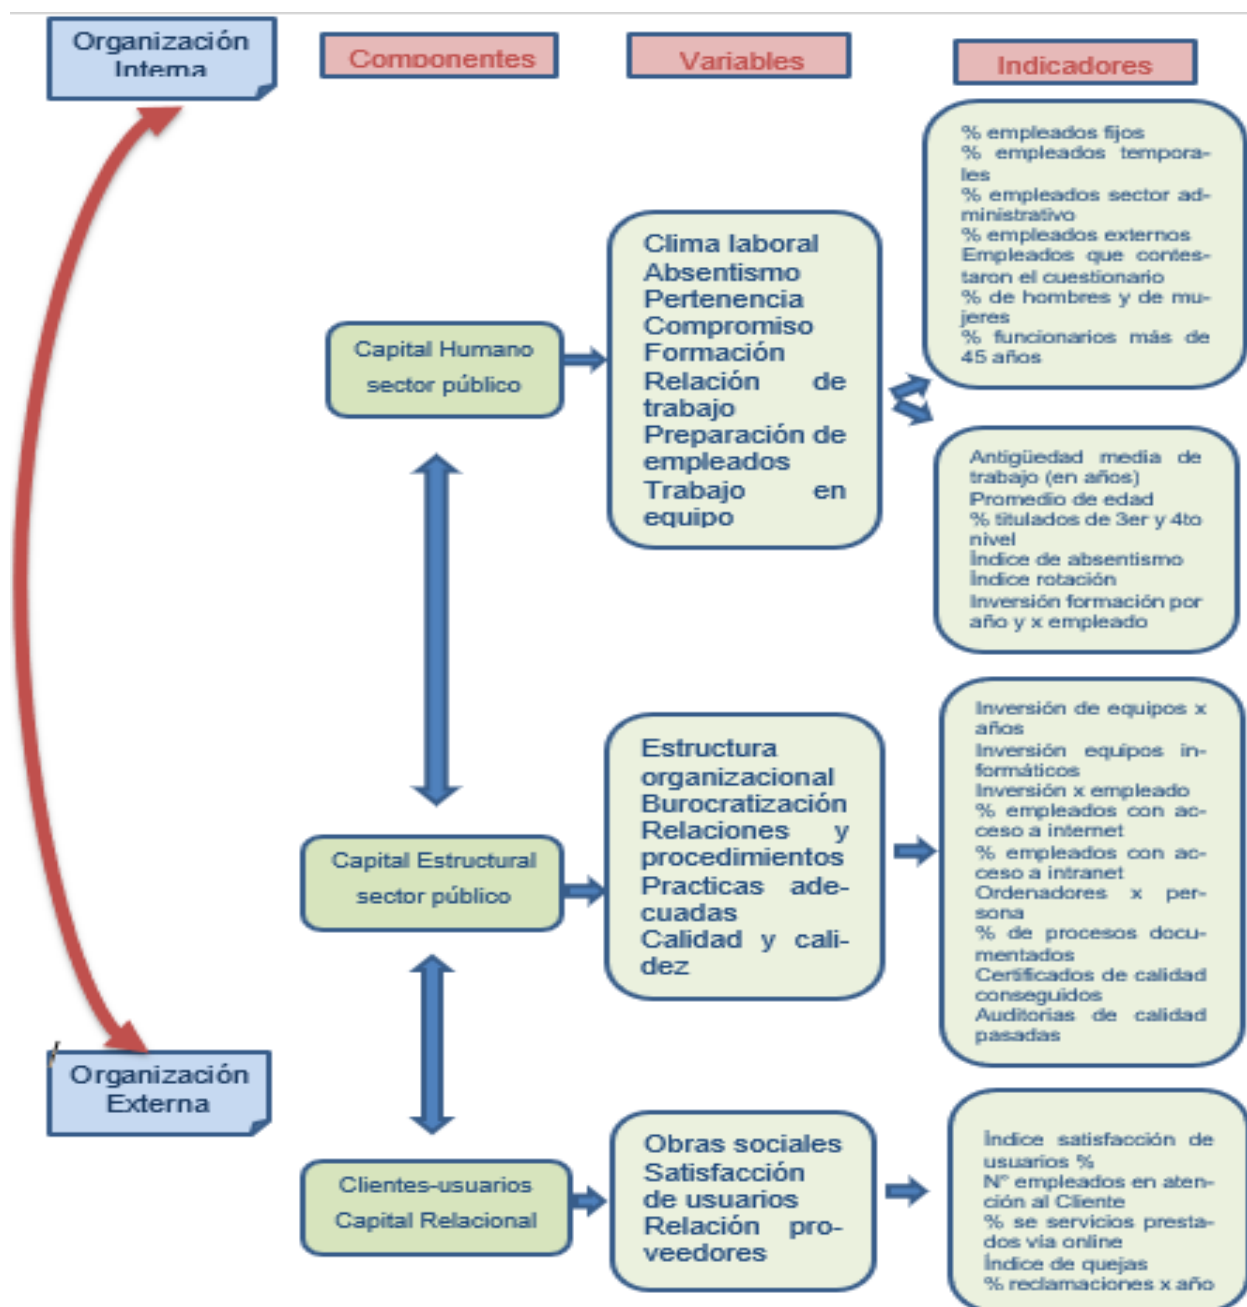 Organización
Interna
Componentes
Variables
Indicadores
Capital Humano
sector público
Clima laboral
Absentismo
Pertenencia
Compromiso
Formación
Relación de
trabajo
Preparación de
empleados
Trabajo en
equipo
% empleados fijos
% empleados tempora-
les
% empleados sector ad-
ministrativo
% empleados externos
Empleados que contes-
taron el cuestionario
% de hombres y de mu-
jeres
% funcionarios más de
45 años
Antigüedad media de
trabajo (en años)
Promedio de edad
% titulados de 3er y 4to
nivel
Índice de absentismo
Índice rotación
Inversión formación por
año y x empleado
Capital Estructural
sector público
Estructura
organizacional
Burocratización
Relaciones y
procedimientos
Practicas ade-
cuadas
Calidad y cali-
dez
Inversión de equipos x
años
Inversión equipos in-
formáticos
Inversión x empleado
% empleados con ac-
ceso a internet
% empleados con ac-
ceso a intranet
Ordenadores x per-
sona
% de procesos docu-
mentados
Certificados de calidad
conseguidos
Auditorias de calidad
pasadas
Organización
Externa
Clientes-usuarios
Capital Relacional
Obras sociales
Satisfacción
de usuarios
Relación pro-
veedores
Índice satisfacción de
usuarios %
N° empleados en aten-
ción al Cliente
% se servicios presta-
dos vía online
Índice de quejas
% reclamaciones x año